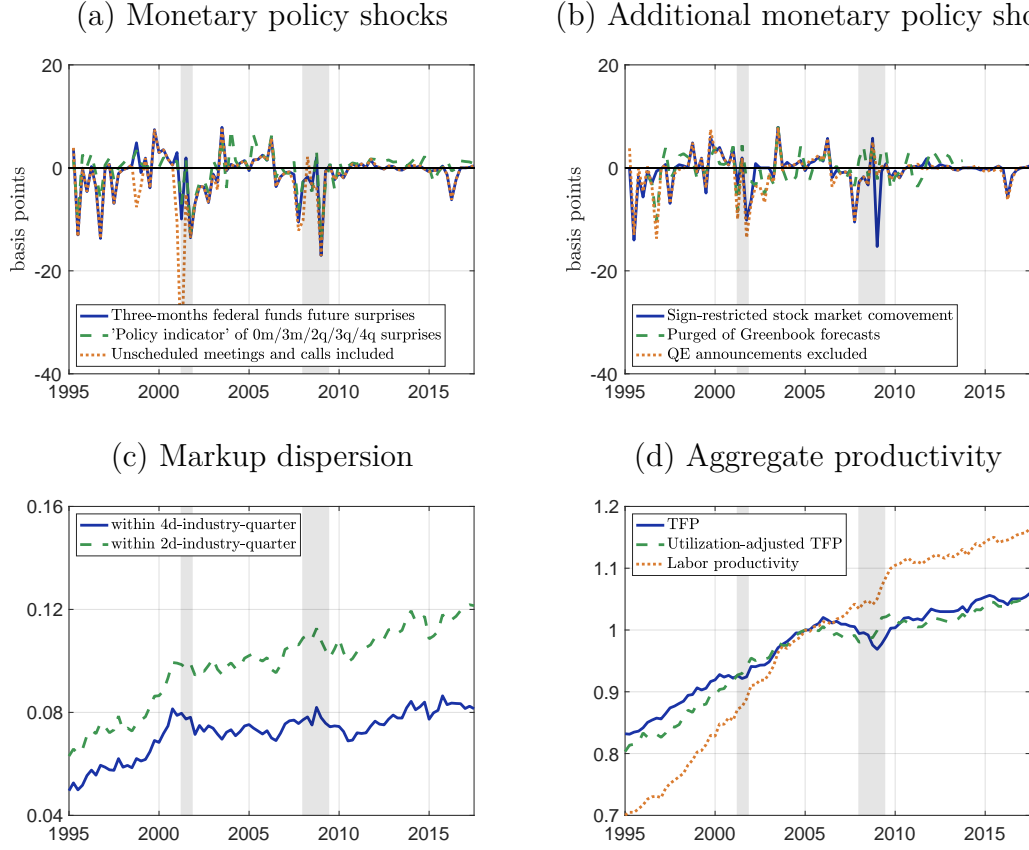 (a) Monetary policy shocks
20
0
-20
-40
basis points
Three-months federal funds future surprises
'Policy indicator' of 0m/3m/2q/3q/4q surprises
Unscheduled meetings and calls included
1995 2000 2005 2010 2015
(b) Additional monetary policy sho
20
0
-20
-40
basis points
Sign-restricted stock market comovement
Purged of Greenbook forecasts
QE announcements excluded
1995 2000 2005 2010 2015
(c) Markup dispersion
0.16
0.12
0.08
0.04
within 4d-industry-quarter
within 2d-industry-quarter
1995 2000 2005 2010 2015
(d) Aggregate productivity
1.2
1.1
1
0.9
0.8
0.7
TFP
Utilization-adjusted TFP
Labor productivity
1995 2000 2005 2010 2015